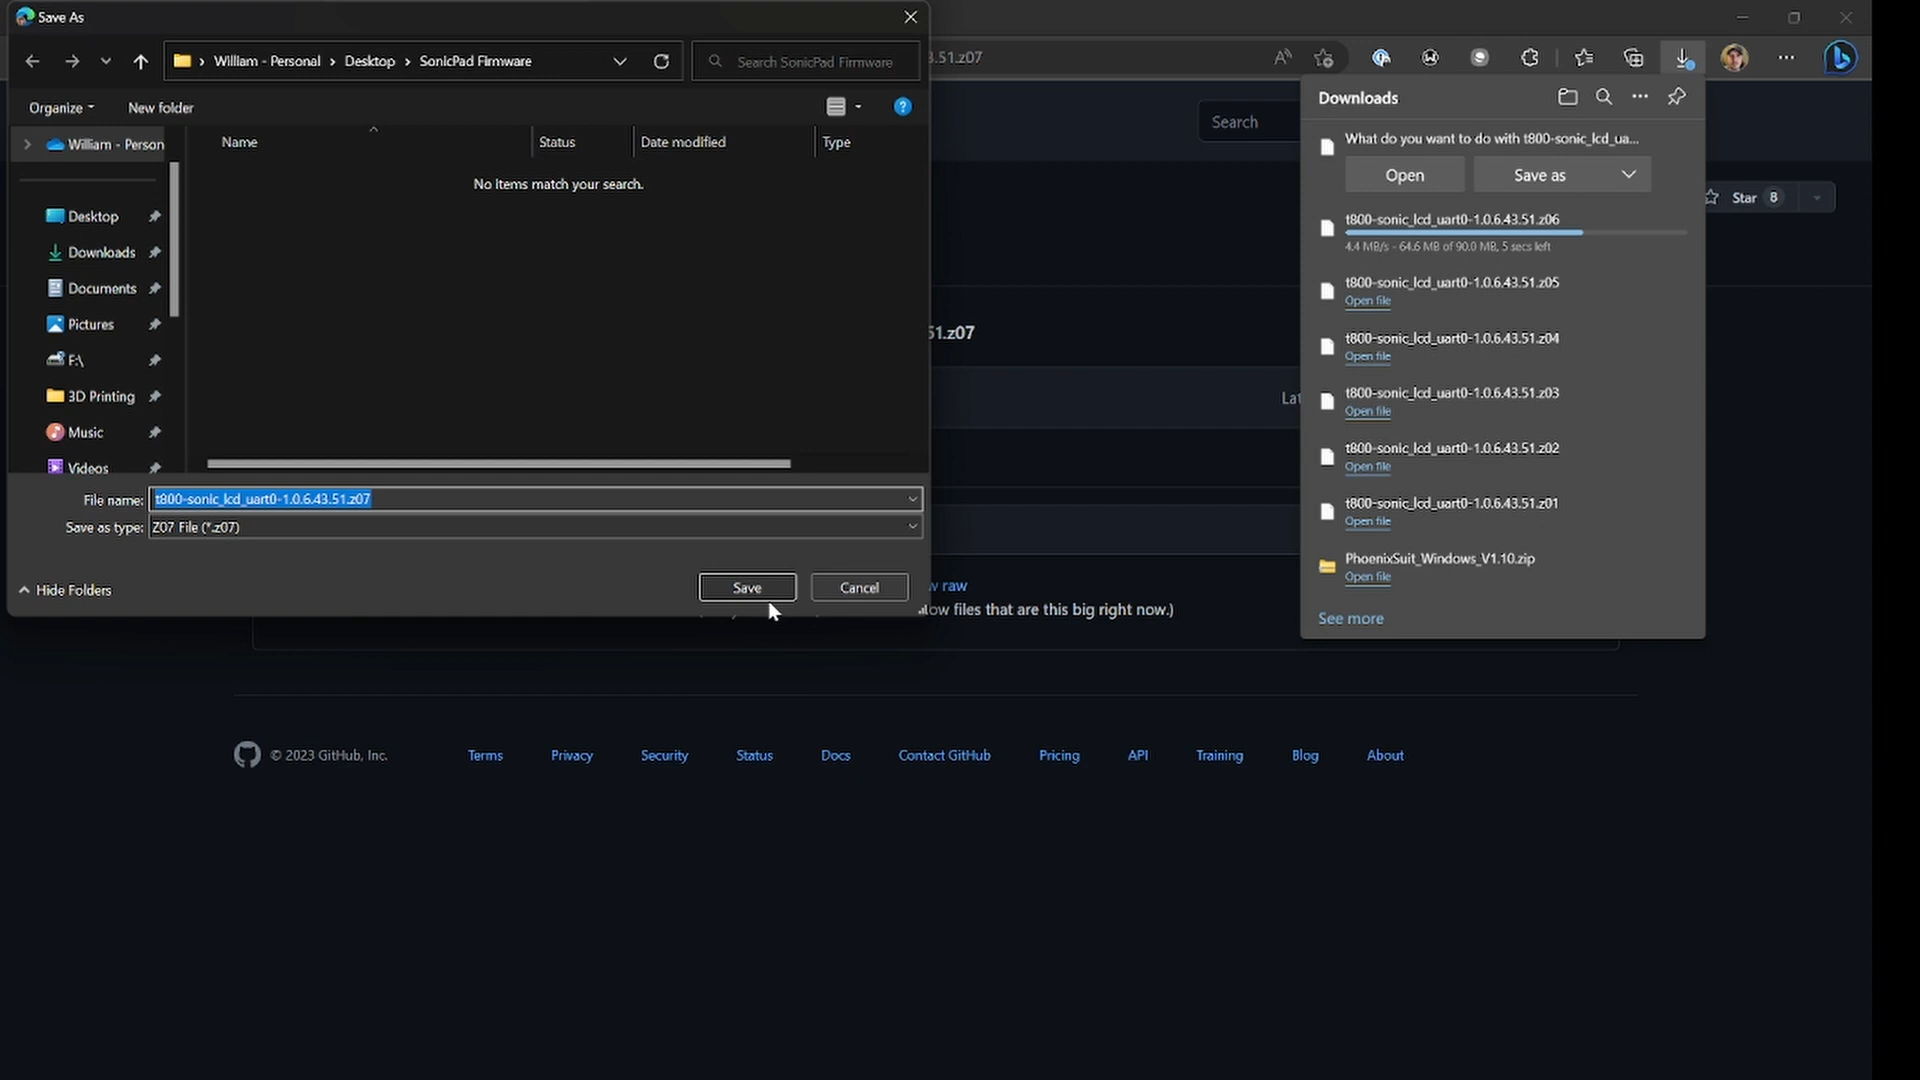 Save As
William - Personal > Desktop > SonicPad Firmware
Search SonicPad Firmware
3.51.z07
Organize
New folder
Name
Status
Date modified
Type
William - Person
No items match your search.
Desktop
Downloads
Documents
Pictures
F:\
3D Printing
Music
Videos
File name: t800-sonic_lcd_uart0-1.0.6.43.51.z07
Save as type: Z07 File (*.z07)
Hide Folders
Save
Cancel
Search
Downloads
What do you want to do with t800-sonic_lcd_ua...
Open
Save as
t800-sonic_lcd_uart0-1.0.6.43.51.z06
4.4 MB/s - 64.6 MB of 90.0 MB, 5 secs left
t800-sonic_lcd_uart0-1.0.6.43.51.z05
Open file
t800-sonic_lcd_uart0-1.0.6.43.51.z04
Open file
t800-sonic_lcd_uart0-1.0.6.43.51.z03
Open file
t800-sonic_lcd_uart0-1.0.6.43.51.z02
Open file
t800-sonic_lcd_uart0-1.0.6.43.51.z01
Open file
PhoenixSuit_Windows_V1.10.zip
Open file
See more
Star 8
51.z07
Lat
w raw
ow files that are this big right now.)
© 2023 GitHub, Inc.
Terms
Privacy
Security
Status
Docs
Contact GitHub
Pricing
API
Training
Blog
About